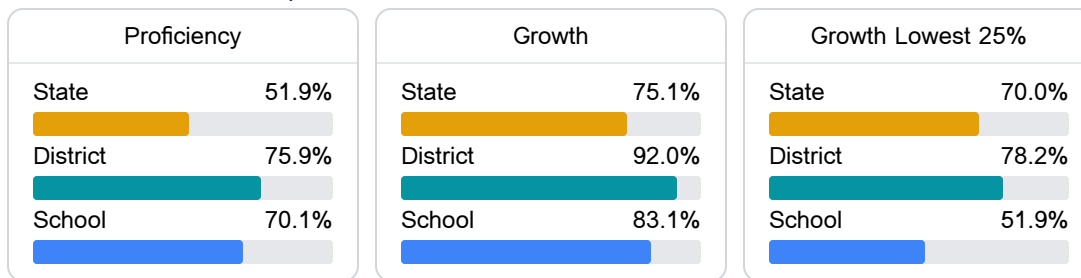 Proficiency
State 51.9%
District 75.9%
School 70.1%
Growth
State 75.1%
District 92.0%
School 83.1%
Growth Lowest 25%
State 70.0%
District 78.2%
School 51.9%